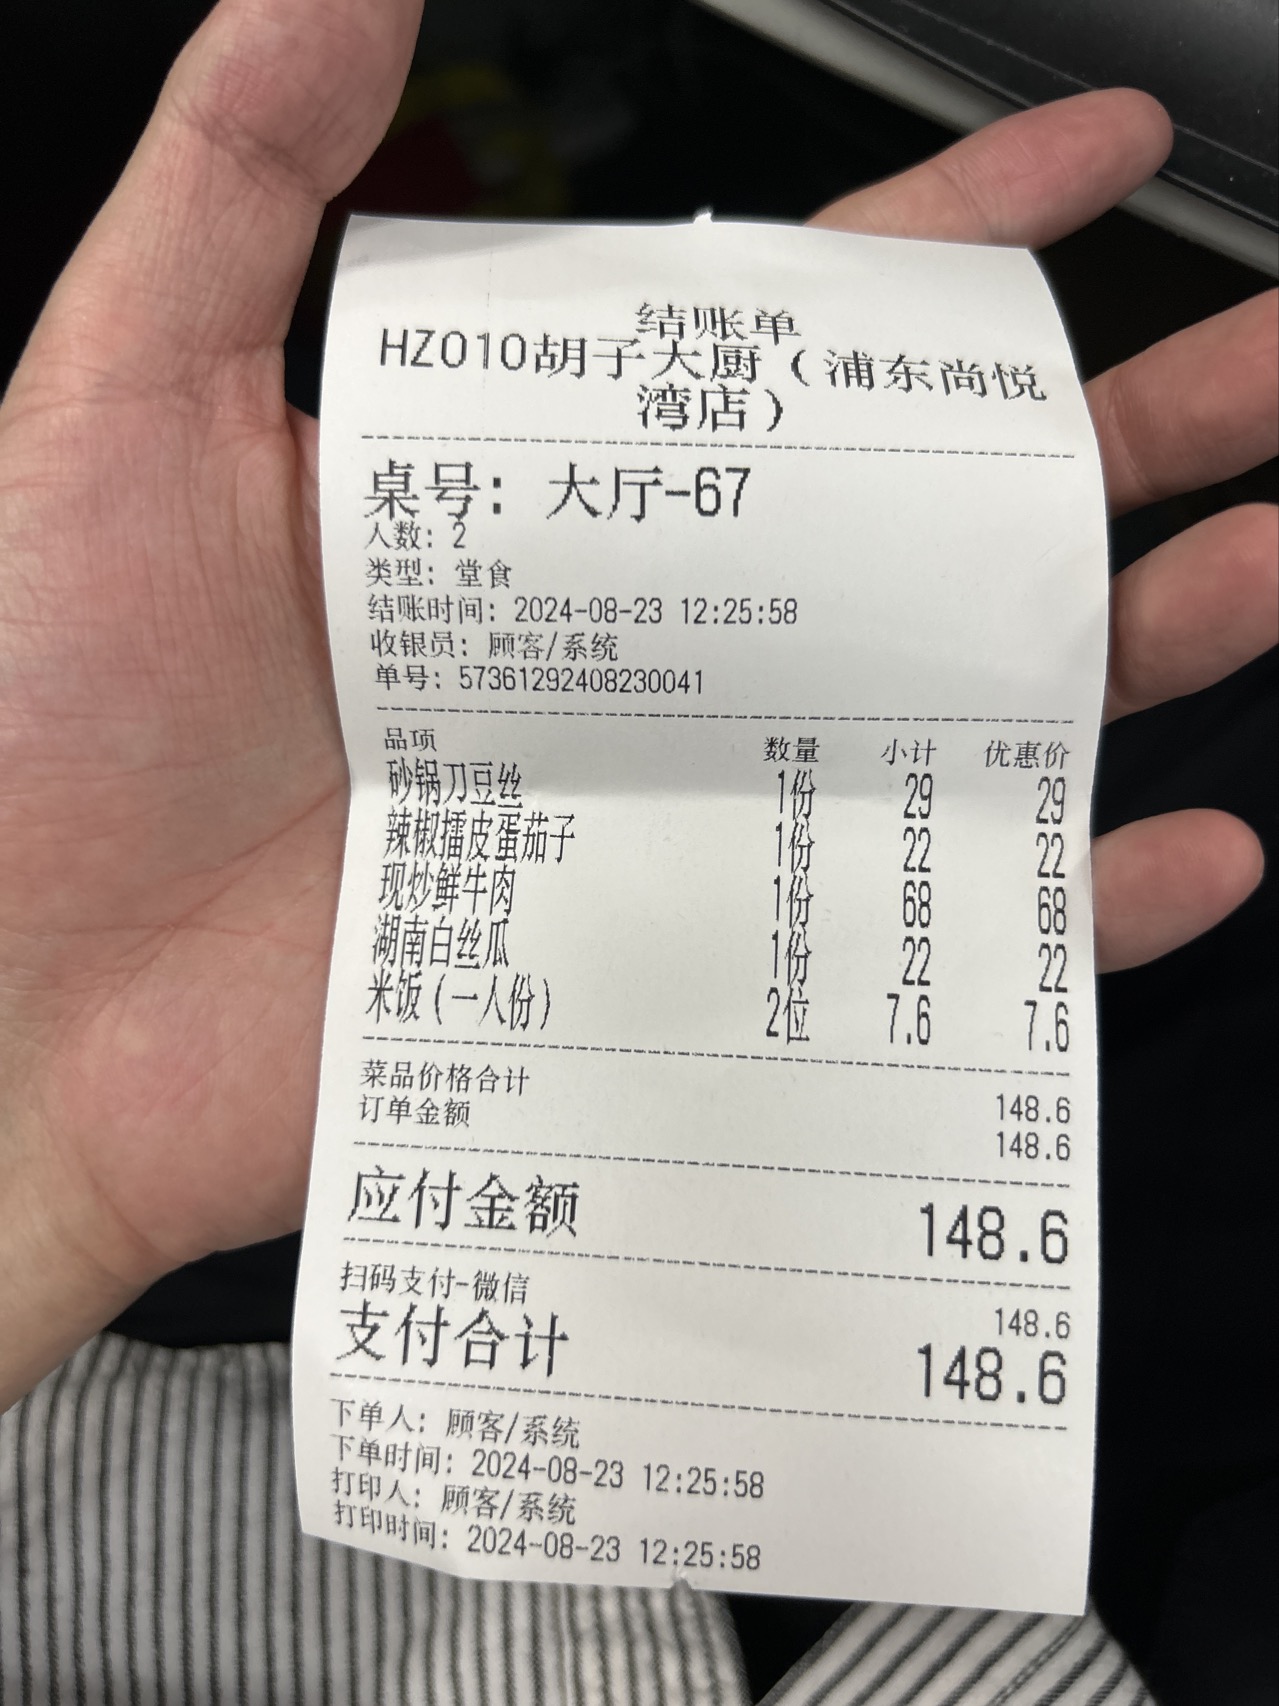 结账单
HZ010胡子大厨（浦东尚悦
湾店）
桌号：大厅-67
人数：2
类型：堂食
结账时间：2024-08-23 12:25:58
收银员：顾客/系统
单号：57361292408230041
品项 数量 小计 优惠价
砂锅刀豆丝 1份 29 29
辣椒擂皮蛋茄子 1份 22 22
现炒鲜牛肉 1份 68 68
湖南白丝瓜 1份 22 22
米饭（一人份） 2位 7.6 7.6
菜品价格合计 148.6
订单金额 148.6
应付金额 148.6
扫码支付-微信 148.6
支付合计 148.6
下单人：顾客/系统
下单时间：2024-08-23 12:25:58
打印人：顾客/系统
打印时间：2024-08-23 12:25:58